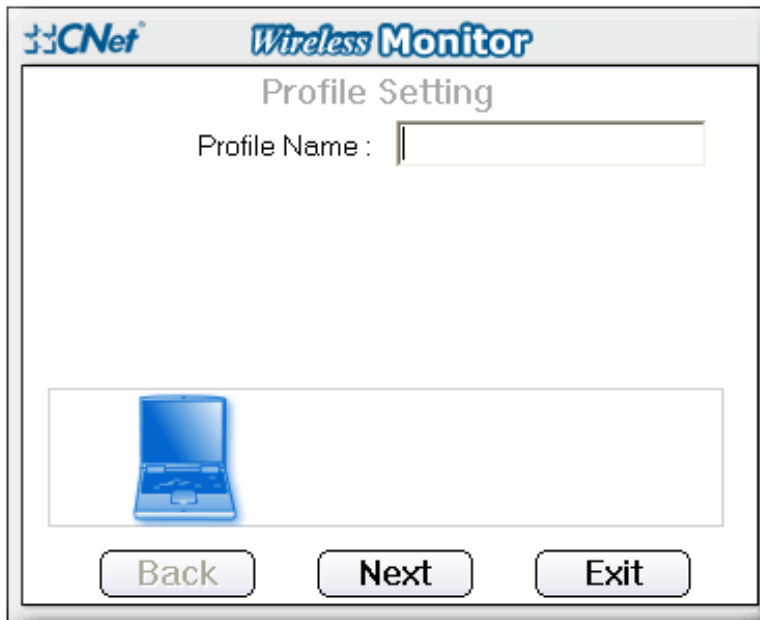 CNet® Wireless Monitor
Profile Setting
Profile Name :
Back Next Exit